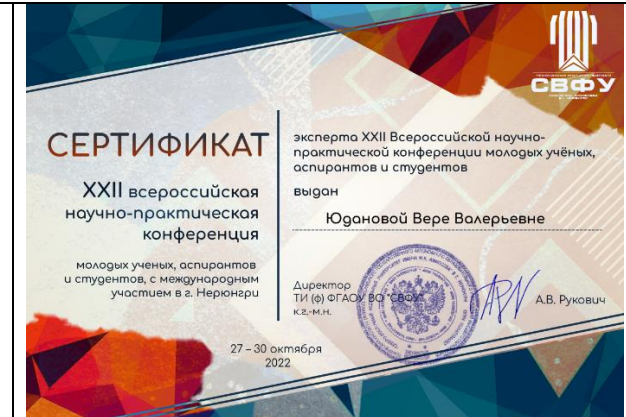 СВФУ
СЕРТИФИКАТ
XXII всероссийская
научно-практическая
конференция
молодых ученых, аспирантов
и студентов, с международным
участием в г. Нерюнгри
эксперта XXII Всероссийской научно-
практической конференции молодых учёных,
аспирантов и студентов
выдан
Юдановой Вере Валерьевне
Директор
ТИ (ф) ФГАОУ ВО "СВФУ",
к.г.-м.н.
А.В. Рукович
27 – 30 октября
2022